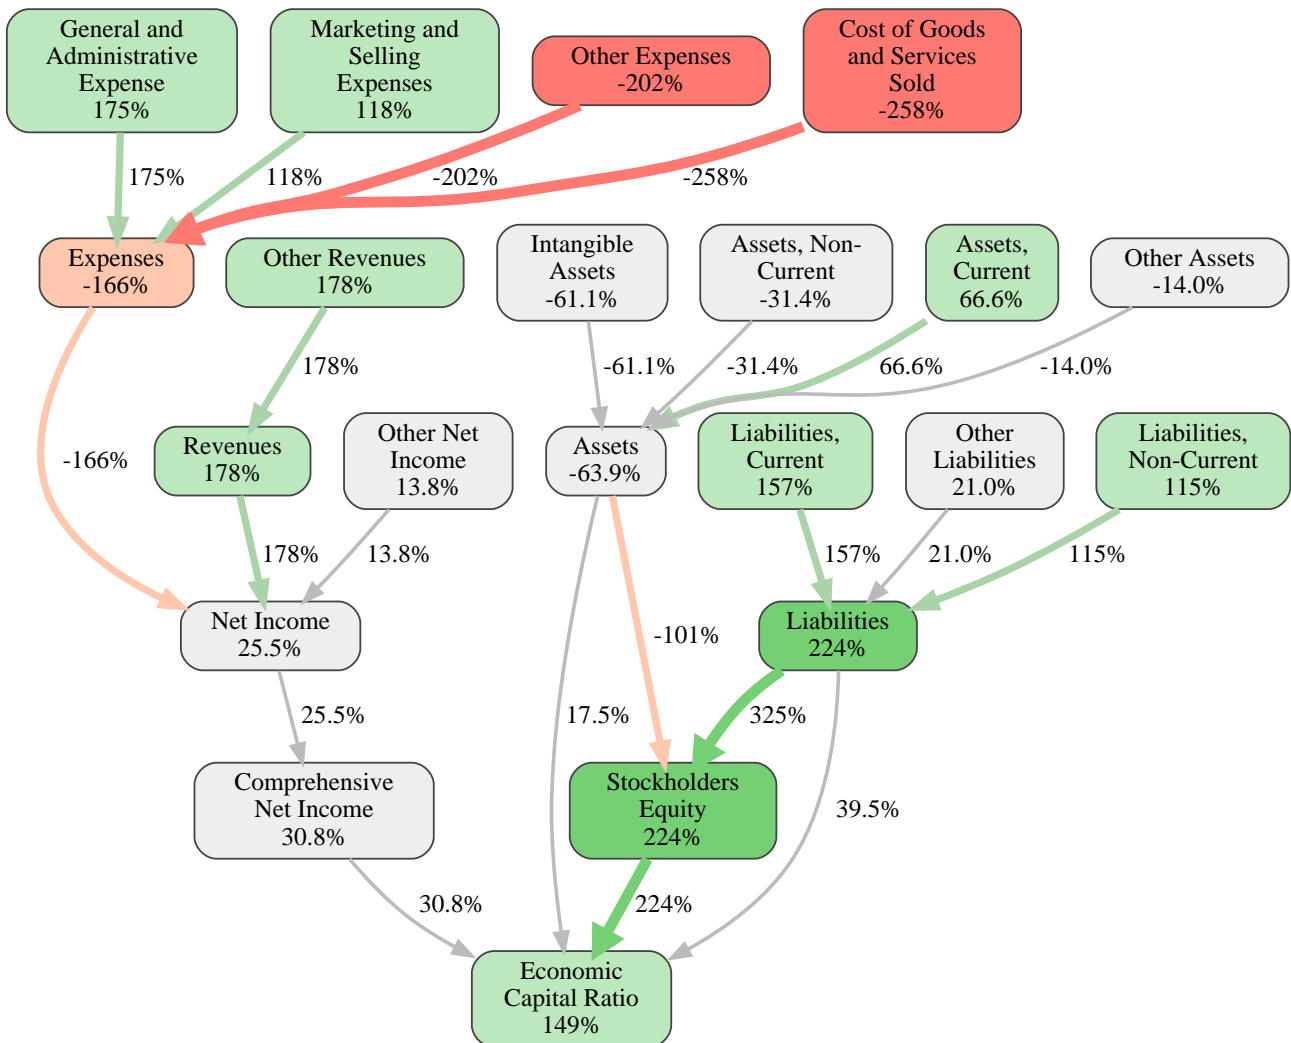 General and
Administrative
Expense
175%
Marketing and
Selling
Expenses
118%
Other Expenses
-202%
Cost of Goods
and Services
Sold
-258%
175%
118%
-202%
-258%
Expenses
-166%
Other Revenues
178%
Intangible
Assets
-61.1%
Assets, Non-
Current
-31.4%
Assets,
Current
66.6%
Other Assets
-14.0%
178%
-61.1%
-31.4%
66.6%
-14.0%
-166%
Revenues
178%
Other Net
Income
13.8%
Assets
-63.9%
Liabilities,
Current
157%
Other
Liabilities
21.0%
Liabilities,
Non-Current
115%
178%
13.8%
157%
21.0%
115%
Net Income
25.5%
-101%
Liabilities
224%
25.5%
17.5%
325%
Comprehensive
Net Income
30.8%
Stockholders
Equity
224%
39.5%
30.8%
224%
Economic
Capital Ratio
149%